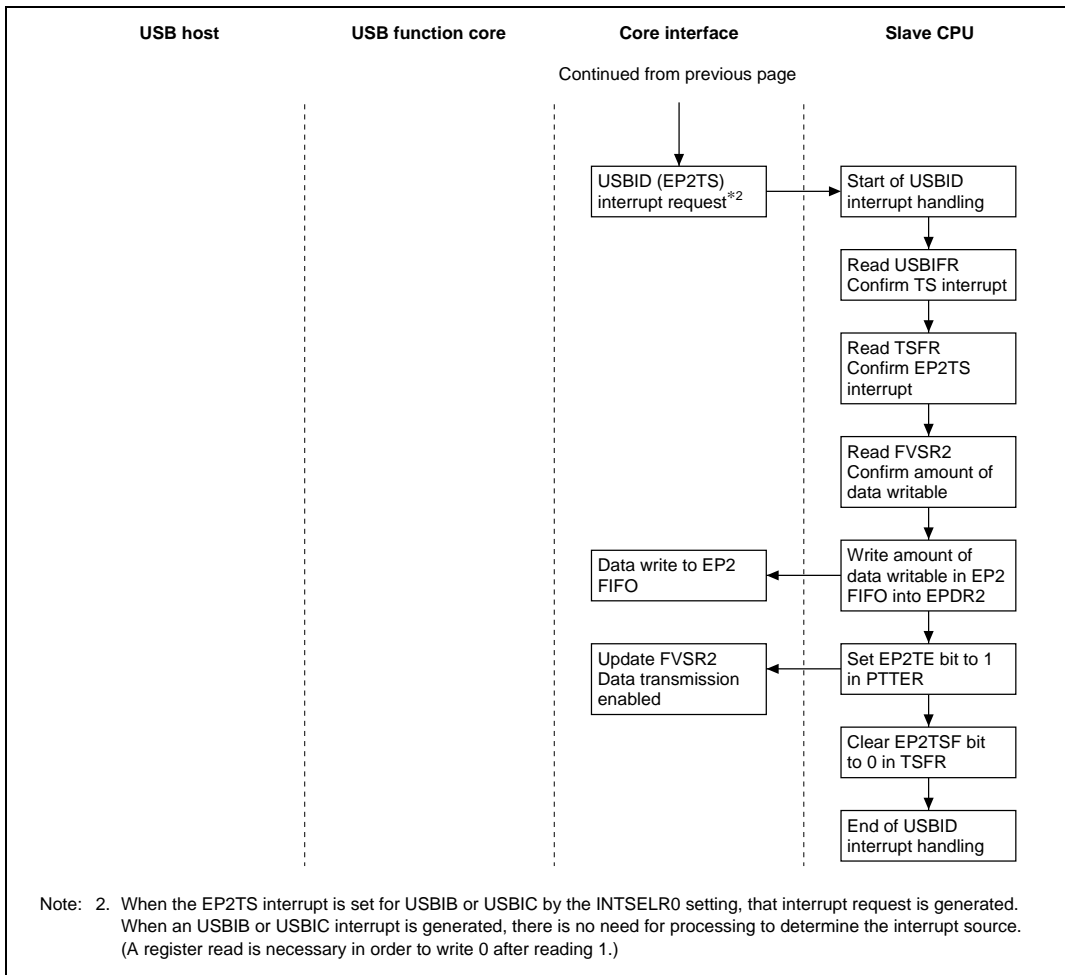 USB host
USB function core
Core interface
Slave CPU
Continued from previous page
USBID (EP2TS)
interrupt request*2
Start of USBID
interrupt handling
Read USBIFR
Confirm TS interrupt
Read TSFR
Confirm EP2TS
interrupt
Read FVSR2
Confirm amount of
data writable
Data write to EP2
FIFO
Write amount of
data writable in EP2
FIFO into EPDR2
Update FVSR2
Data transmission
enabled
Set EP2TE bit to 1
in PTTER
Clear EP2TSF bit
to 0 in TSFR
End of USBID
interrupt handling
Note: 2. When the EP2TS interrupt is set for USBIB or USBIC by the INTSELR0 setting, that interrupt request is generated.
When an USBIB or USBIC interrupt is generated, there is no need for processing to determine the interrupt source.
(A register read is necessary in order to write 0 after reading 1.)